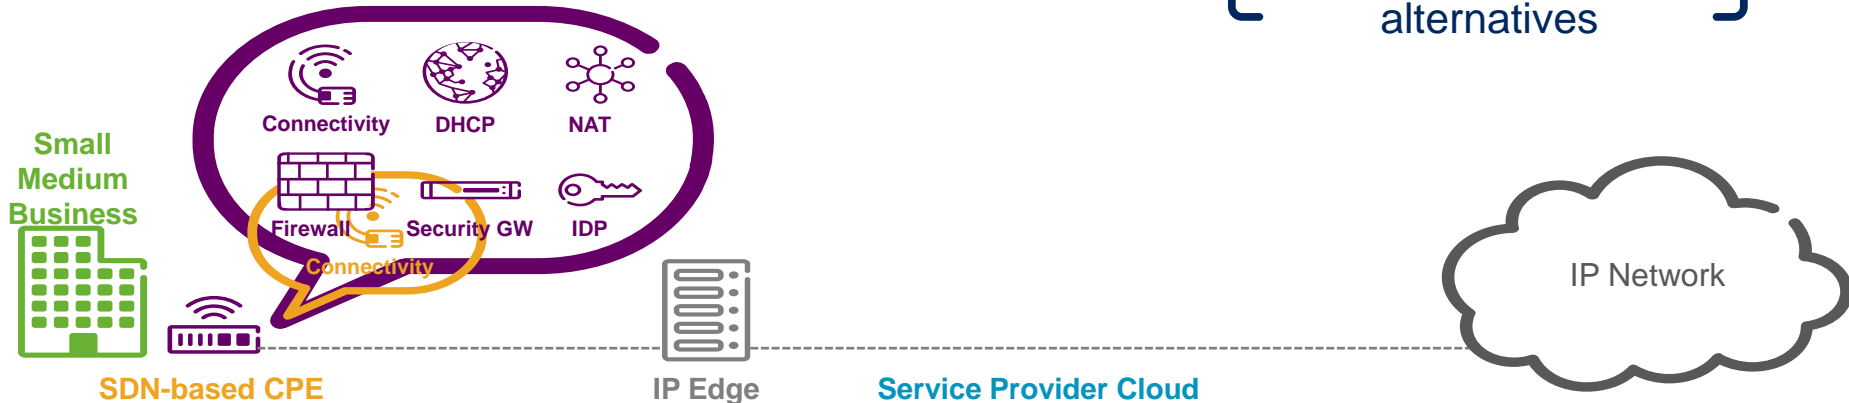 alternatives
Connectivity
DHCP
NAT
Small
Medium
Business
Firewall
Security GW
IDP
Connectivity
IP Network
SDN-based CPE
IP Edge
Service Provider Cloud